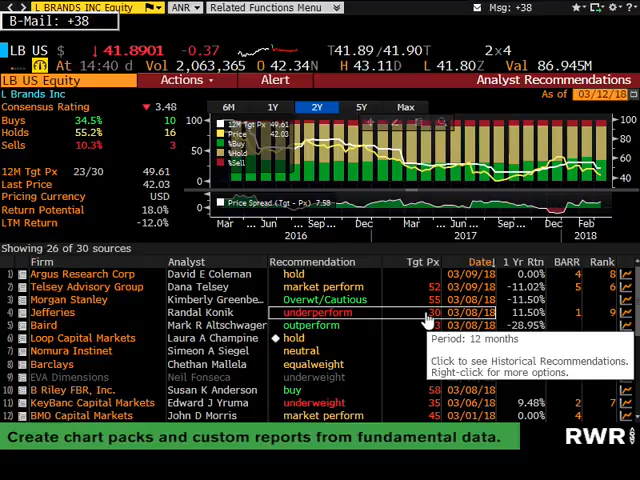 L BRANDS INC Equity ANR Related Functions Menu Msg: +38
B-Mail: +38
LB US $ ↓ 41.8901 -0.37 T41.89/41.90T 2x4
At 14:40 d Vol 2,063,365 O 42.34N H 43.11D L 41.80Z Val 86.945M
LB US Equity Actions Alert Analyst Recommendations
L Brands Inc 6M 1Y 2Y 5Y Max As of 03/12/18
Consensus Rating 3.48
Buys 34.5% 10
Holds 55.2% 16
Sells 10.3% 3
12M Tgt Px 23/30 49.61
Last Price 42.03
Pricing Currency USD
Return Potential 18.0%
LTM Return -12.0%
100 12M Tgt Px 49.61 100
Price 42.03
%Buy
50 %Hold 50
%Sell
0 0
Price Spread (Tgt - Px) 7.58
0 0
Mar ... Jun ... Sep ... Dec Mar ... Jun ... Sep ... Dec Feb
2016 2017 2018
Showing 26 of 30 sources
Firm Analyst Recommendation Tgt Px Date 1 Yr Rtn BARR Rank
1) Argus Research Corp David E Coleman hold 03/09/18 0.00% 4 8
2) Telsey Advisory Group Dana Telsey market perform 52 03/09/18 -11.02% 5 6
3) Morgan Stanley Kimberly Greenbe... Overwt/Cautious 55 03/08/18 11.50%
4) Jefferies Randal Konik underperform 30 03/08/18 11.50% 1 9
5) Baird Mark R Altschwager outperform 03/08/18 -28.95%
6) Loop Capital Markets Laura A Champine hold
7) Nomura Instinet Simeon A Siegel neutral
8) Barclays Chethan Mallela equalweight
9) EVA Dimensions Neil Fonseca underweight
10) B Riley FBR, Inc. Susan K Anderson buy 58 03/08/18
11) KeyBanc Capital Markets Edward J Yruma underweight 35 03/06/18 9.48% 2 7
12) BMO Capital Markets John D Morris market perform 45 03/01/18 0.00% 4
Period: 12 months
Click to see Historical Recommendations.
Right-click for more options.
Create chart packs and custom reports from fundamental data.
RWR